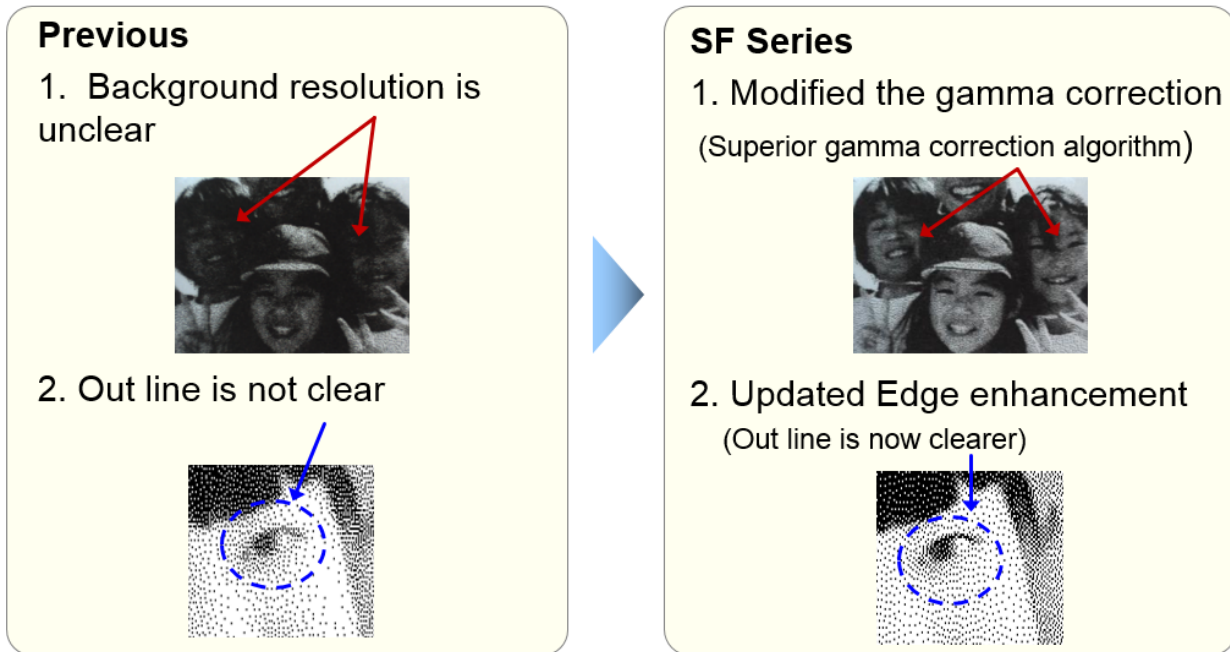 Previous
1. Background resolution is
unclear
2. Out line is not clear
SF Series
1. Modified the gamma correction
(Superior gamma correction algorithm)
2. Updated Edge enhancement
(Out line is now clearer)